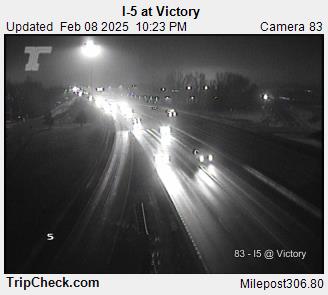 I-5 at Victory
Updated Feb 08 2025 10:23 PM Camera 83
T
S
83 - I5 @ Victory
TripCheck.com Milepost306.80